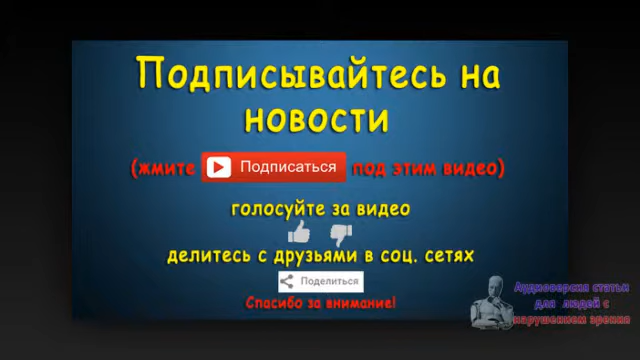 Подписывайтесь на
новости
(жмите Подписаться под этим видео)
голосуйте за видео
делитесь с друзьями в соц. сетях
Поделиться
Спасибо за внимание!
Аудиоверсия статьи
для людей с
нарушением зрения